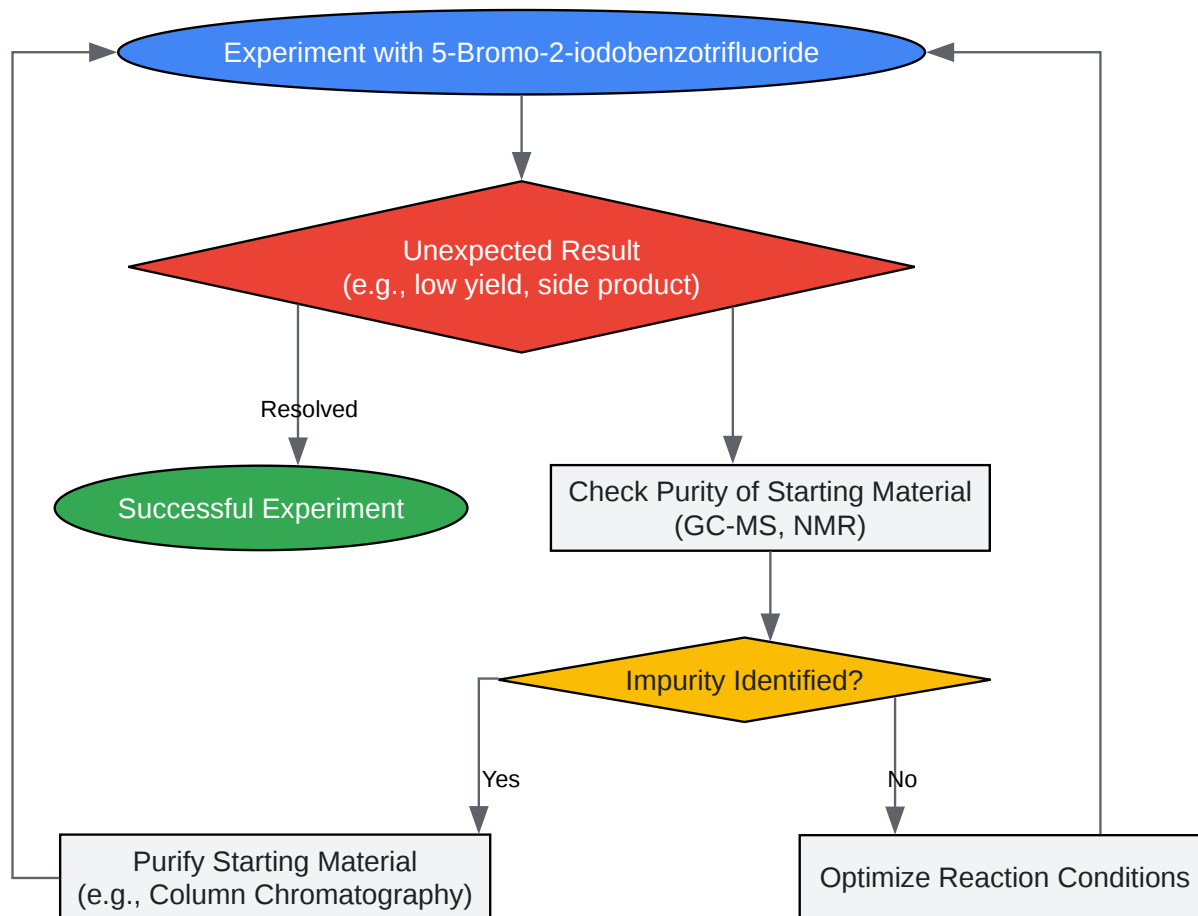 Experiment with 5-Bromo-2-iodobenzotrifluoride
Unexpected Result
(e.g., low yield, side product)
Resolved
Successful Experiment
Check Purity of Starting Material
(GC-MS, NMR)
Impurity Identified?
Yes
No
Purify Starting Material
(e.g., Column Chromatography)
Optimize Reaction Conditions